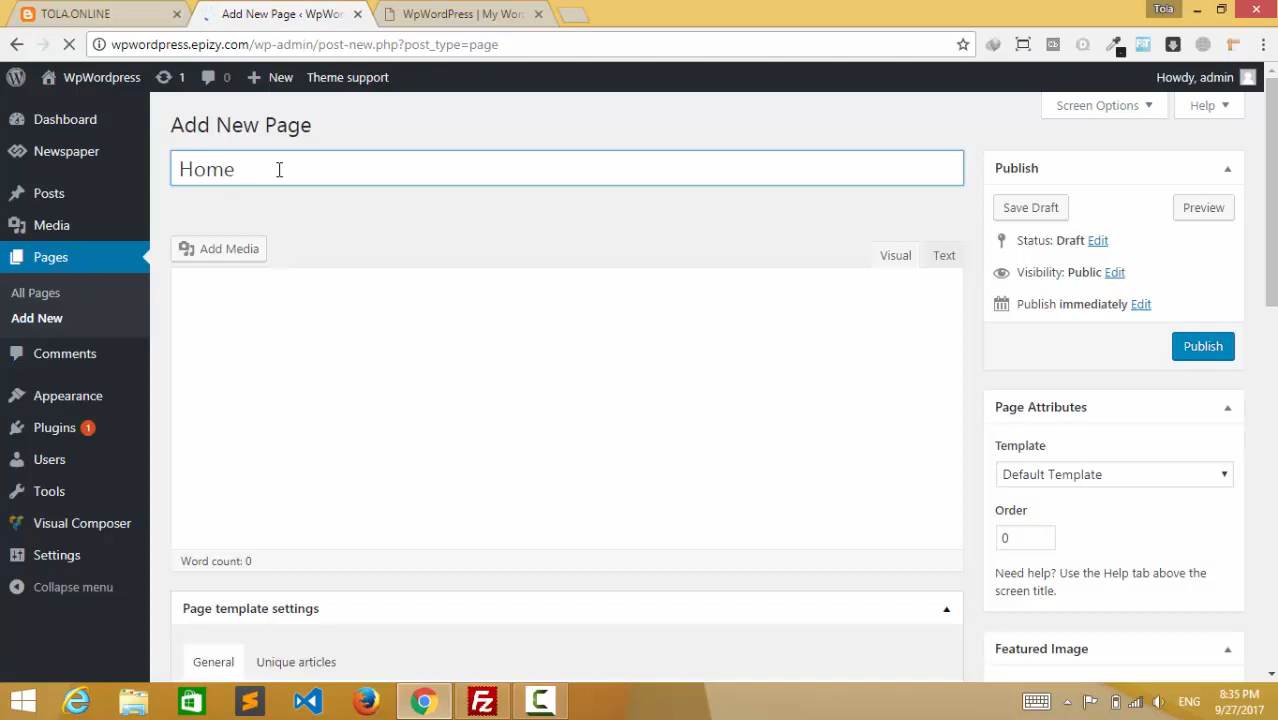 TOLA.ONLINE
Add New Page ‹ WpWo
WpWordPress | My Wo
Tola
wpwordpress.epizy.com/wp-admin/post-new.php?post_type=page
WpWordpress
1
0
New
Theme support
Howdy, admin
Screen Options
Help
Dashboard
Newspaper
Posts
Media
Pages
All Pages
Add New
Comments
Appearance
Plugins 1
Users
Tools
Visual Composer
Settings
Collapse menu
Add New Page
Home
Add Media
Visual
Text
Word count: 0
Page template settings
General
Unique articles
Publish
Save Draft
Preview
Status: Draft Edit
Visibility: Public Edit
Publish immediately Edit
Publish
Page Attributes
Template
Default Template
Order
0
Need help? Use the Help tab above the
screen title.
Featured Image
ENG
8:35 PM
9/27/2017